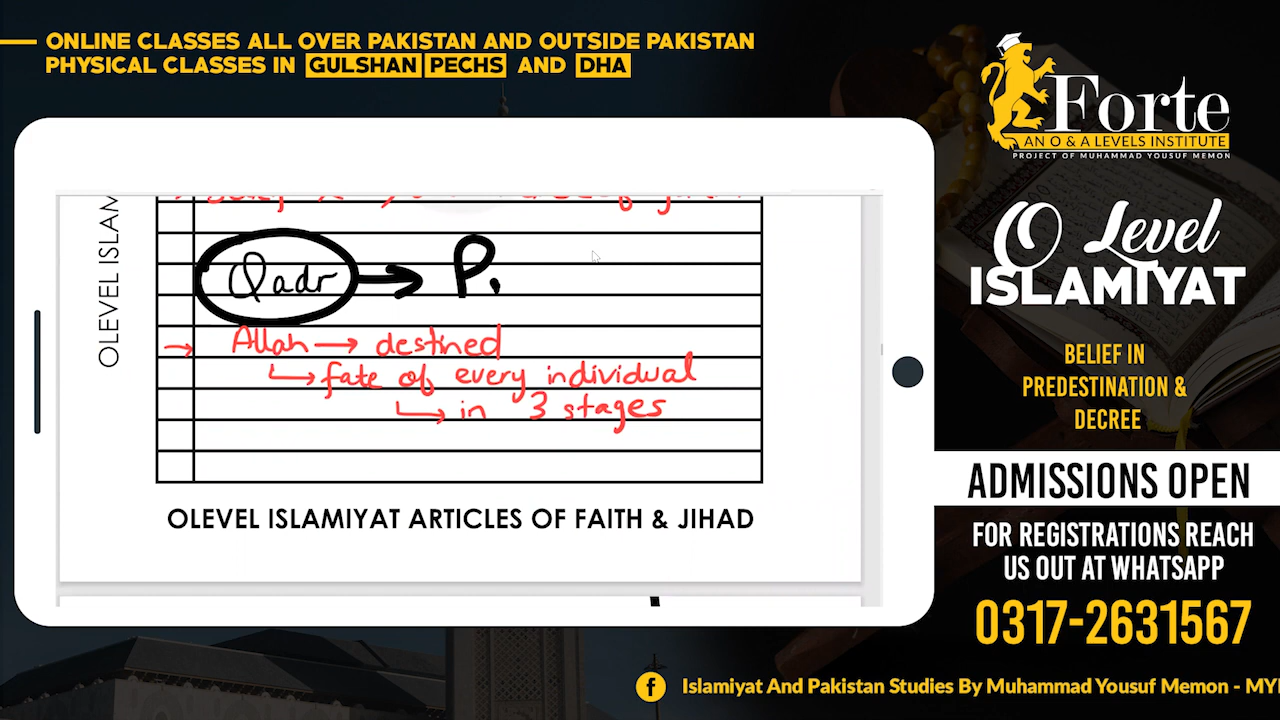 ONLINE CLASSES ALL OVER PAKISTAN AND OUTSIDE PAKISTAN
PHYSICAL CLASSES IN GULSHAN PECHS AND DHA
Forte
AN O & A LEVELS INSTITUTE
PROJECT OF MUHAMMAD YOUSUF MEMON
OLEVEL ISLAM
Qadr → P.
→ Allah → destined
↳ fate of every individual
↳ in 3 stages
OLEVEL ISLAMIYAT ARTICLES OF FAITH & JIHAD
O Level
ISLAMIYAT
BELIEF IN
PREDESTINATION &
DECREE
ADMISSIONS OPEN
FOR REGISTRATIONS REACH
US OUT AT WHATSAPP
0317-2631567
Islamiyat And Pakistan Studies By Muhammad Yousuf Memon - MY